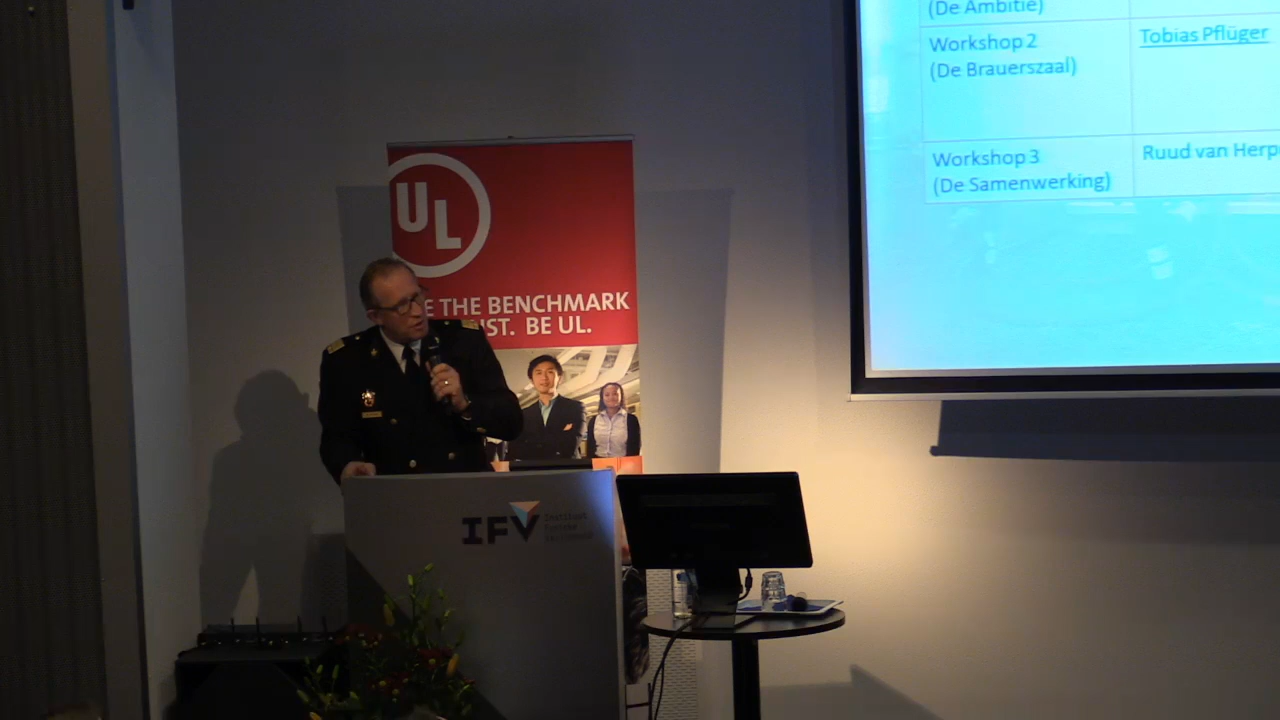 (De Ambitie)
Workshop 2
(De Brauerszaal)
Tobias Pflüger
Workshop 3
(De Samenwerking)
Ruud van Herp
UL
THE BENCHMARK
BE UL.
IFV